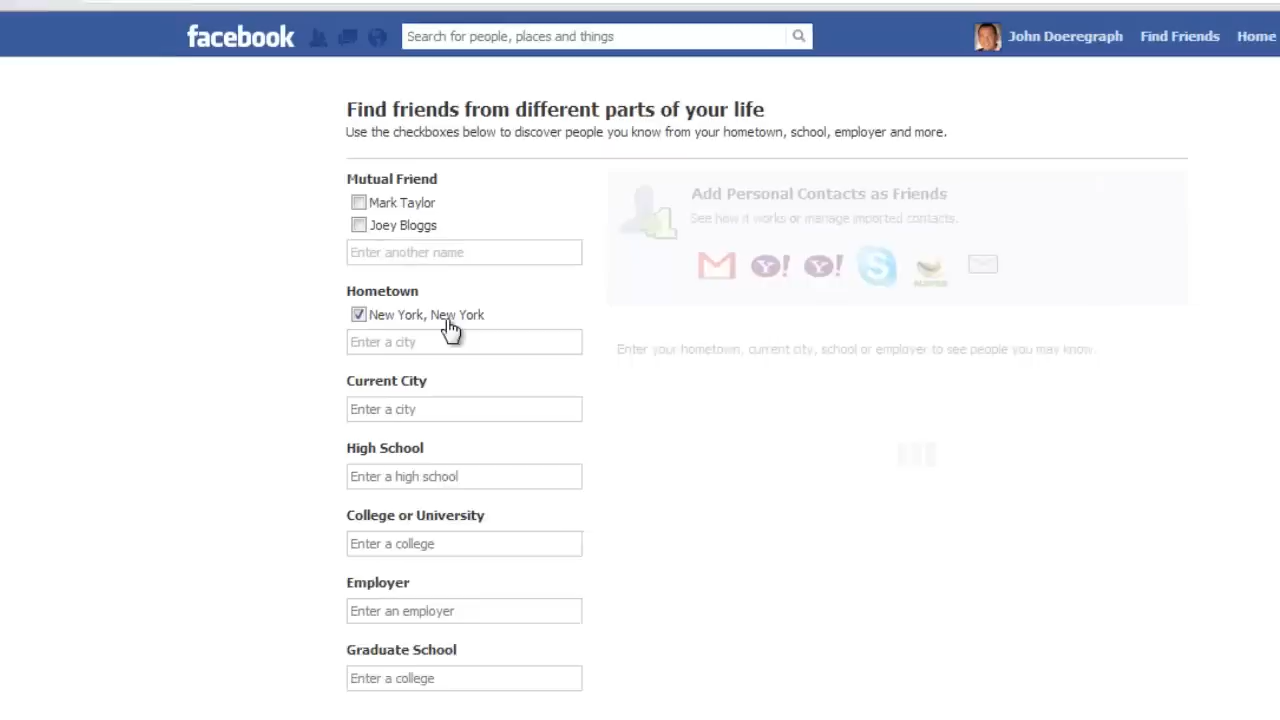 facebook
Search for people, places and things
John Doeregraph
Find Friends
Home
Find friends from different parts of your life
Use the checkboxes below to discover people you know from your hometown, school, employer and more.
Mutual Friend
Mark Taylor
Joey Bloggs
Enter another name
Hometown
New York, New York
Enter a city
Current City
Enter a city
High School
Enter a high school
College or University
Enter a college
Employer
Enter an employer
Graduate School
Enter a college
Add Personal Contacts as Friends
See how it works or manage imported contacts.
Y! Y! S
Enter your hometown, current city, school or employer to see people you may know.